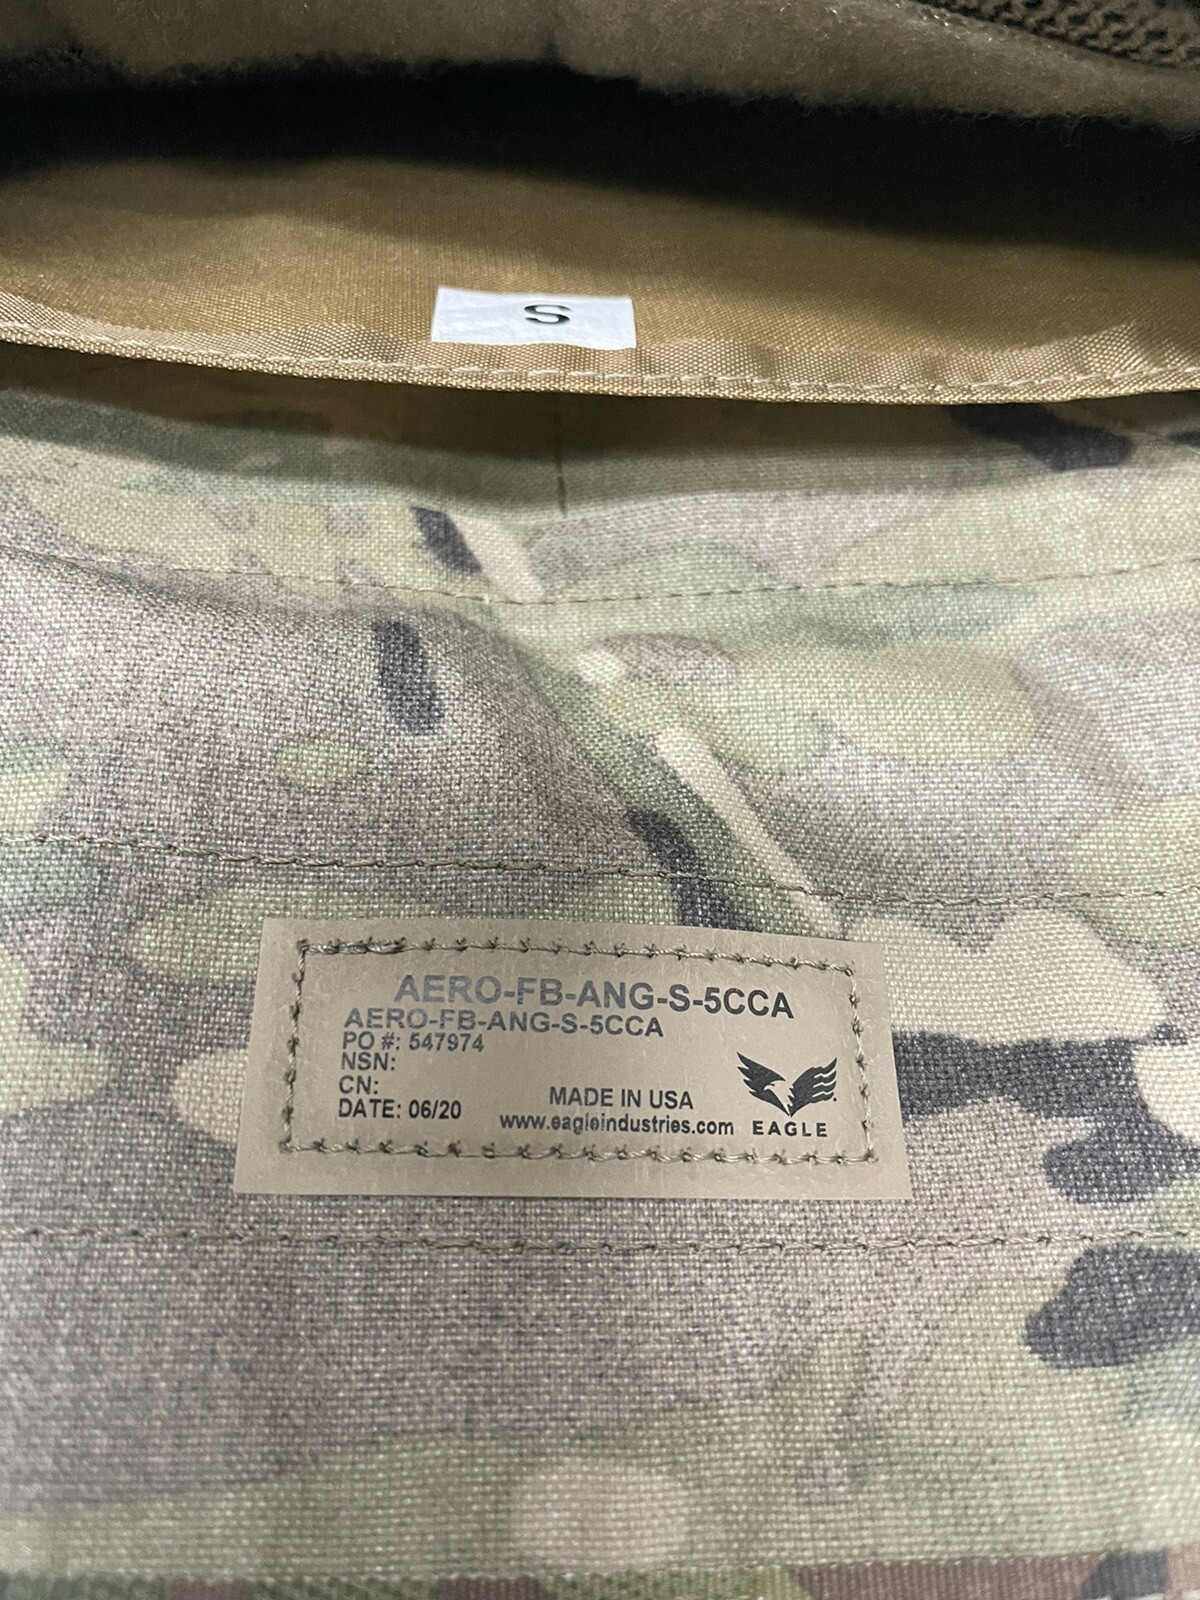 S
AERO-FB-ANG-S-5CCA
AERO-FB-ANG-S-5CCA
PO #: 547974
NSN:
CN:
DATE: 06/20
MADE IN USA
www.eagleindustries.com
EAGLE